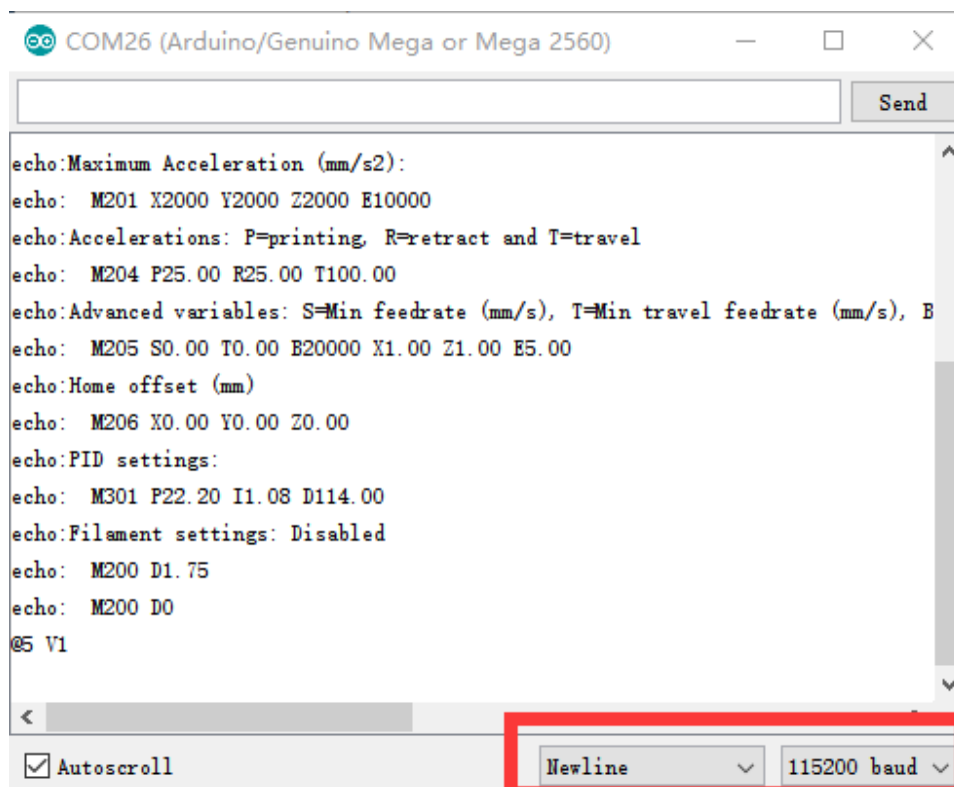 COM26 (Arduino/Genuino Mega or Mega 2560)
Send
echo:Maximum Acceleration (mm/s2):
echo:  M201 X2000 Y2000 Z2000 E10000
echo:Accelerations: P=printing, R=retract and T=travel
echo:  M204 P25.00 R25.00 T100.00
echo:Advanced variables: S=Min feedrate (mm/s), T=Min travel feedrate (mm/s), B
echo:  M205 S0.00 T0.00 B20000 X1.00 Z1.00 E5.00
echo:Home offset (mm)
echo:  M206 X0.00 Y0.00 Z0.00
echo:PID settings:
echo:  M301 P22.20 I1.08 D114.00
echo:Filament settings: Disabled
echo:  M200 D1.75
echo:  M200 D0
@5 V1
Autoscroll
Newline
115200 baud